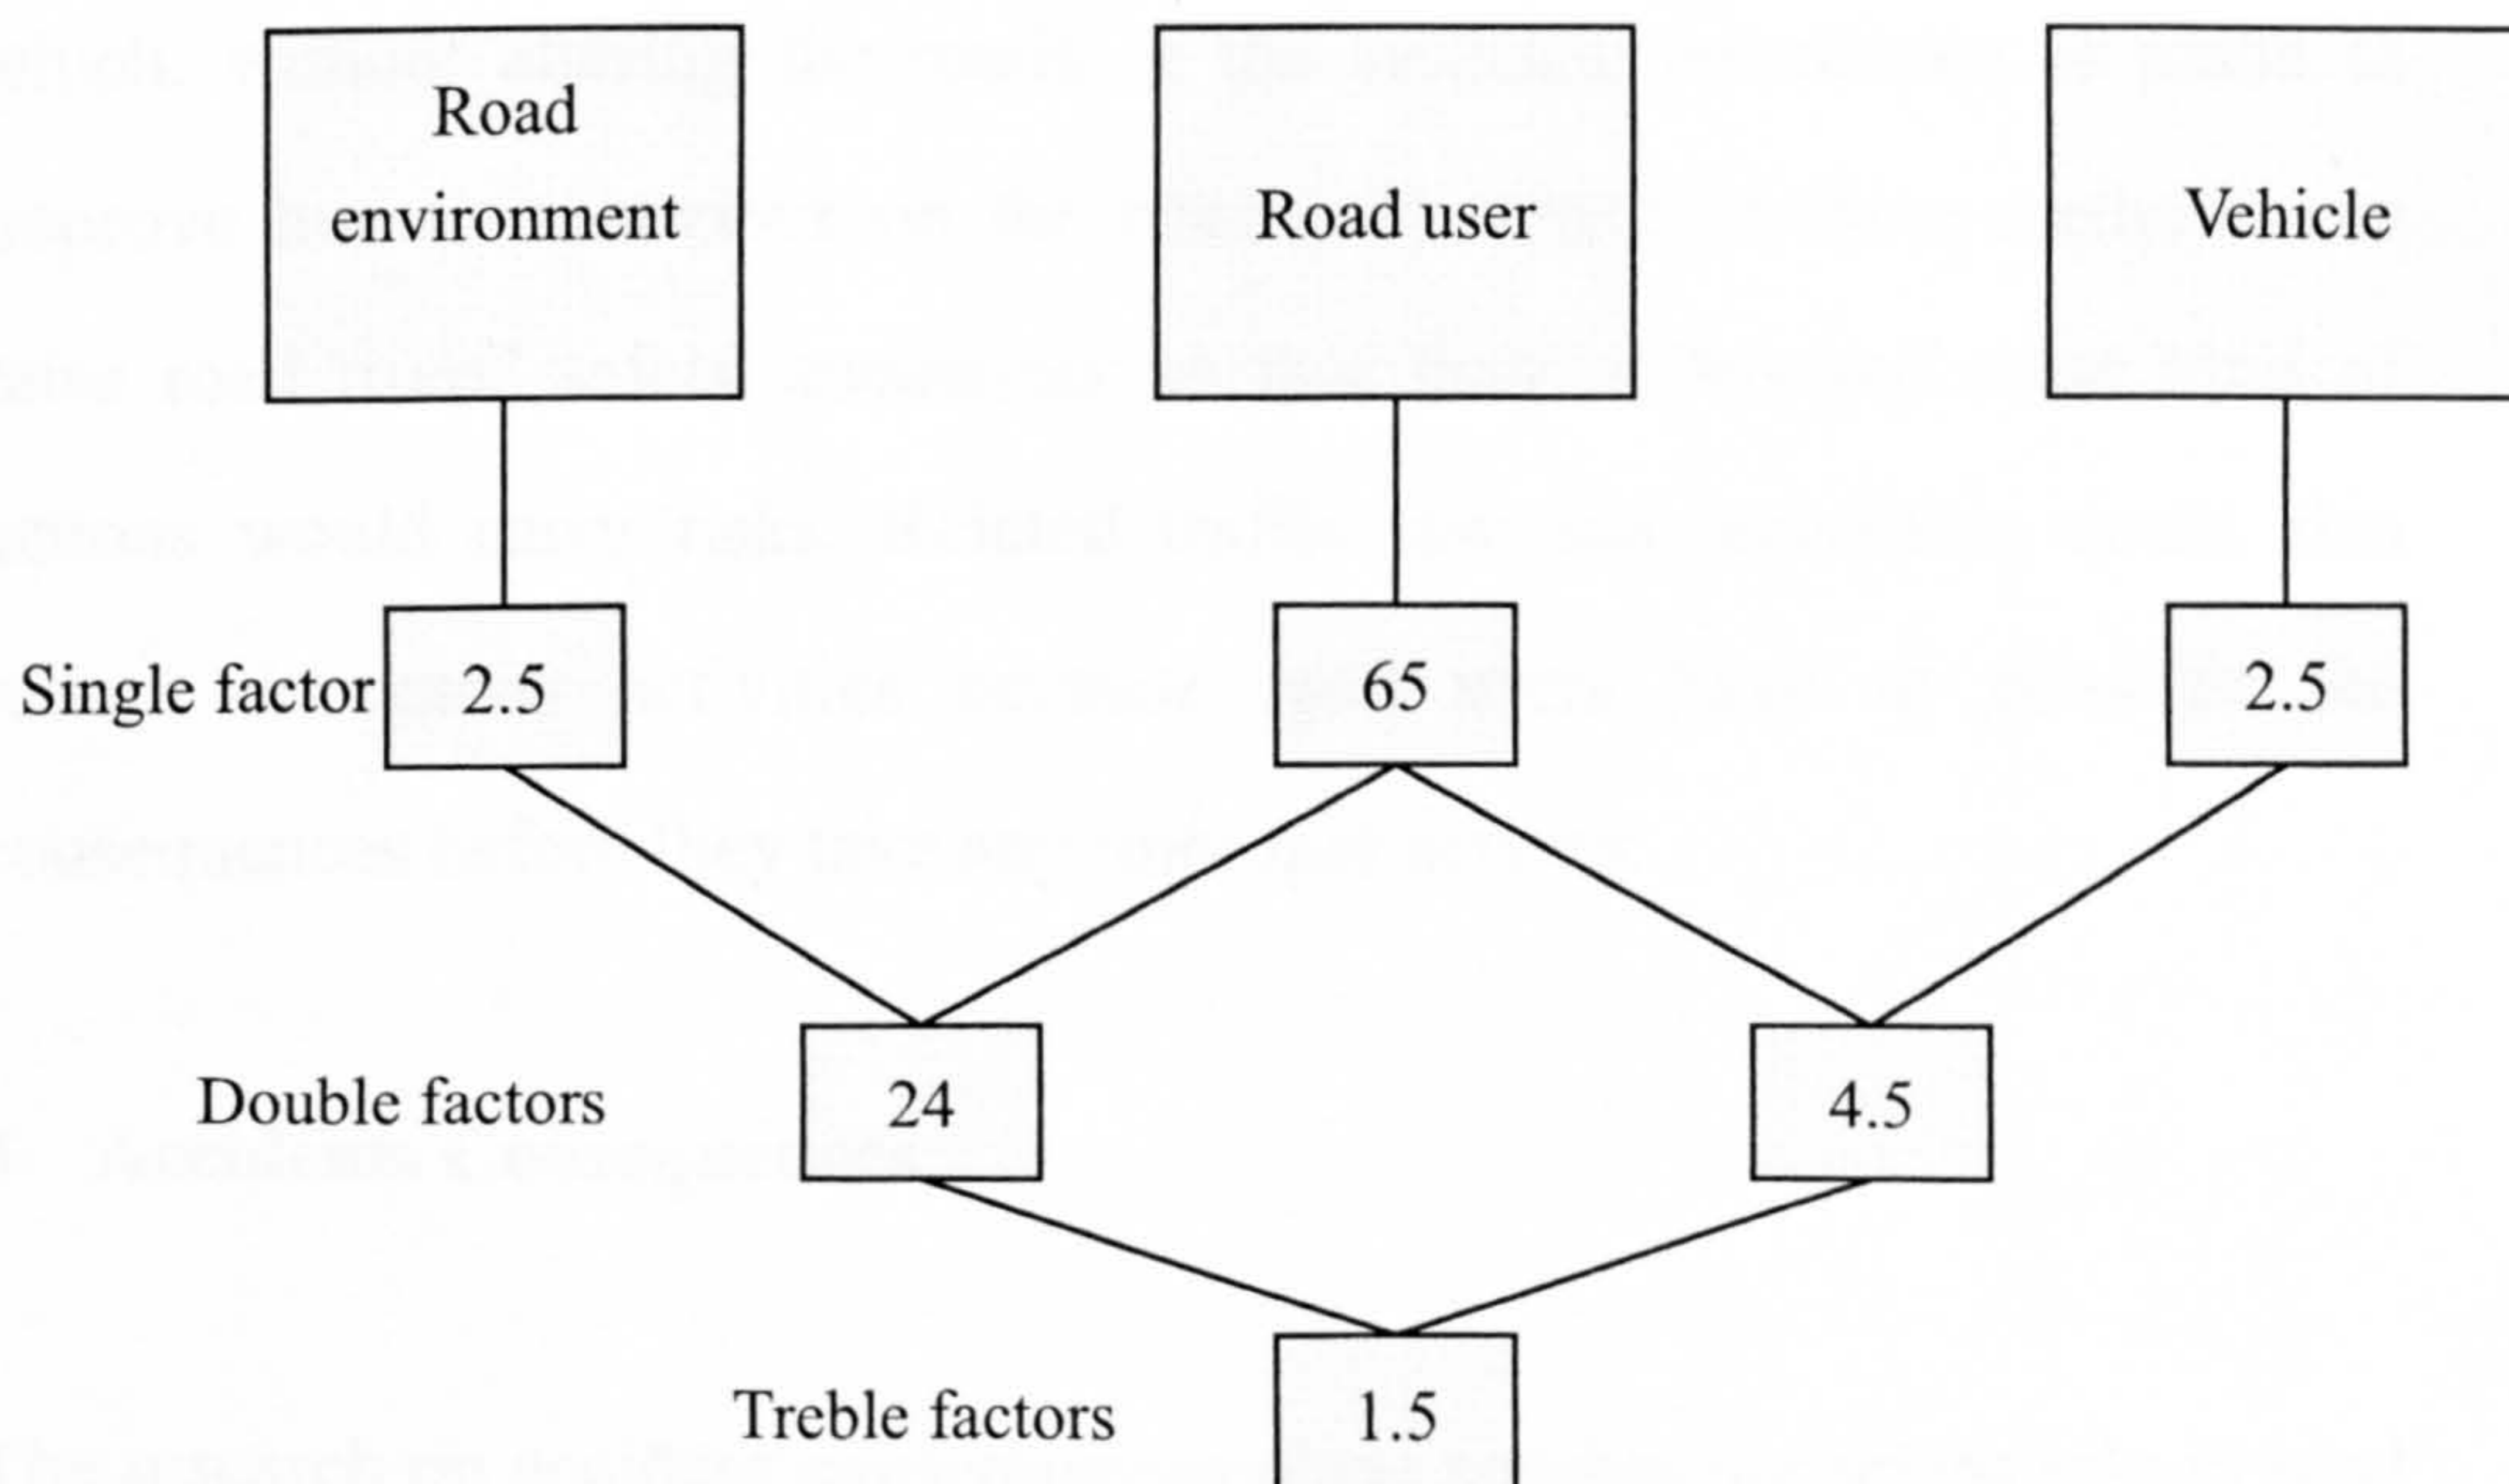 Road
environment
Road user
Vehicle
Single factor 2.5 65 2.5
Double factors 24 4.5
Treble factors 1.5